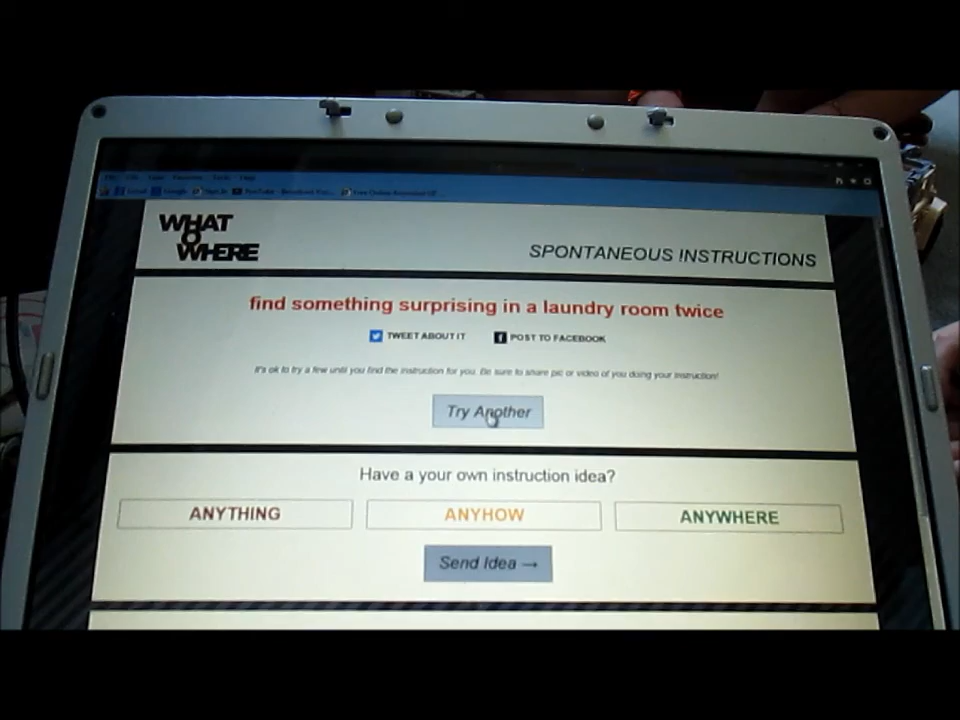 Google
WHAT
O
WHERE
SPONTANEOUS INSTRUCTIONS
find something surprising in a laundry room twice
TWEET ABOUT IT
POST TO FACEBOOK
It's ok to try a few until you find the instruction for you. Be sure to share pic or video of you doing your instruction!
Try Another
Have a your own instruction idea?
ANYTHING
ANYHOW
ANYWHERE
Send Idea →